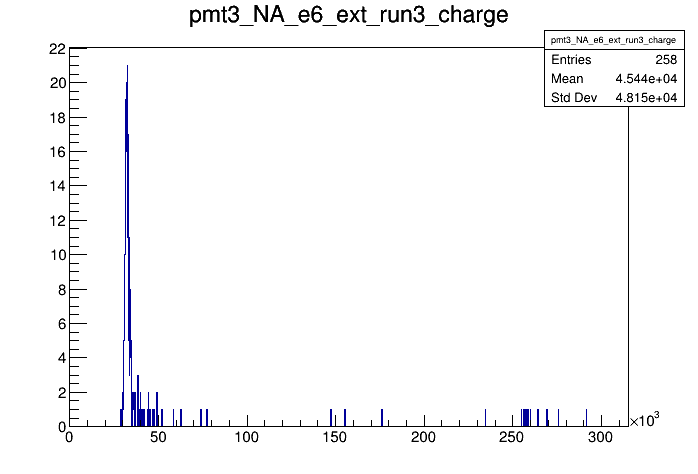 pmt3_NA_e6_ext_run3_charge
pmt3_NA_e6_ext_run3_charge
Entries 258
Mean 4.544e+04
Std Dev 4.815e+04
22
20
18
16
14
12
10
8
6
4
2
0
0 50 100 150 200 250 300 ×10³